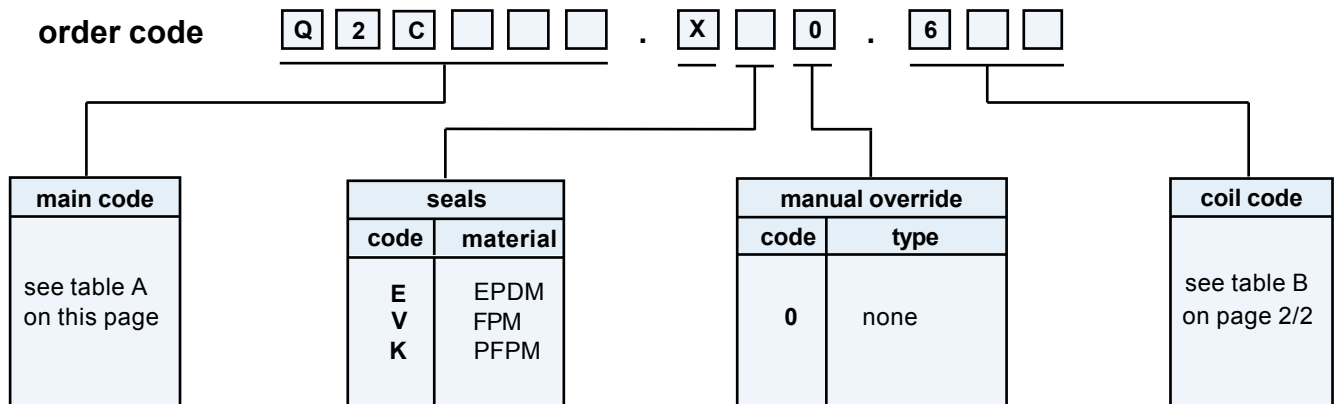 order code Q 2 C . X 0 . 6
main code
see table A
on this page
seals
code material
E EPDM
V FPM
K PFPM
manual override
code type
0 none
coil code
see table B
on page 2/2